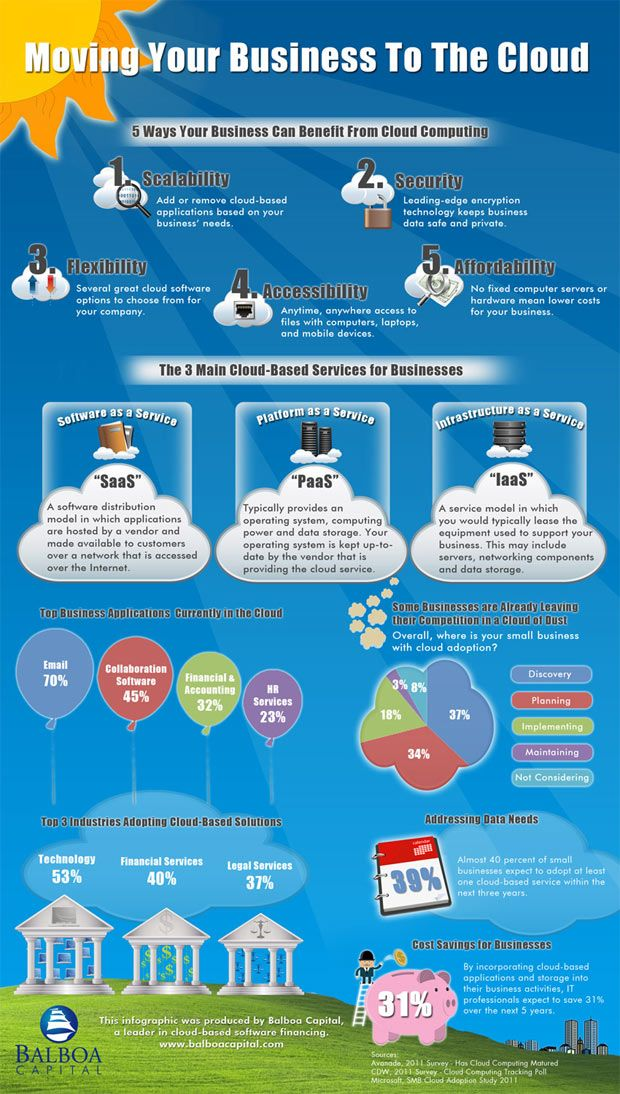 Moving Your Business To The Cloud
5 Ways Your Business Can Benefit From Cloud Computing
1. Scalability
Add or remove cloud-based
applications based on your
business' needs.
2. Security
Leading-edge encryption
technology keeps business
data safe and private.
3. Flexibility
Several great cloud software
options to choose from for
your company.
4. Accessibility
Anytime, anywhere access to
files with computers, laptops,
and mobile devices.
5. Affordability
No fixed computer servers or
hardware mean lower costs
for your business.
The 3 Main Cloud-Based Services for Businesses
Software as a Service
"SaaS"
A software distribution
model in which applications
are hosted by a vendor and
made available to customers
over a network that is accessed
over the Internet.
Platform as a Service
"PaaS"
Typically provides an
operating system, computing
power and data storage. Your
operating system is kept up-to-
date by the vendor that is
providing the cloud service.
Infrastructure as a Service
"IaaS"
A service model in which
you would typically lease the
equipment used to support your
business. This may include
servers, networking components
and data storage.
Top Business Applications Currently in the Cloud
Email
70%
Collaboration
Software
45%
Financial &
Accounting
32%
HR
Services
23%
Some Businesses are Already Leaving
their Competition in a Cloud of Dust
Overall, where is your small business
with cloud adoption?
3%
8%
18%
37%
34%
Discovery
Planning
Implementing
Maintaining
Not Considering
Top 3 Industries Adopting Cloud-Based Solutions
Technology
53%
Financial Services
40%
Legal Services
37%
Addressing Data Needs
calendar
39%
Almost 40 percent of small
businesses expect to adopt at least
one cloud-based service within the
next three years.
Cost Savings for Businesses
31%
By incorporating cloud-based
applications and storage into
their business activities, IT
professionals expect to save 31%
over the next 5 years.
BALBOA
CAPITAL
This infographic was produced by Balboa Capital,
a leader in cloud-based software financing.
www.balboacapital.com
Sources:
Avanade, 2011 Survey - Has Cloud Computing Matured
CDW, 2011 Survey - Cloud Computing Tracking Poll
Microsoft, SMB Cloud Adoption Study 2011